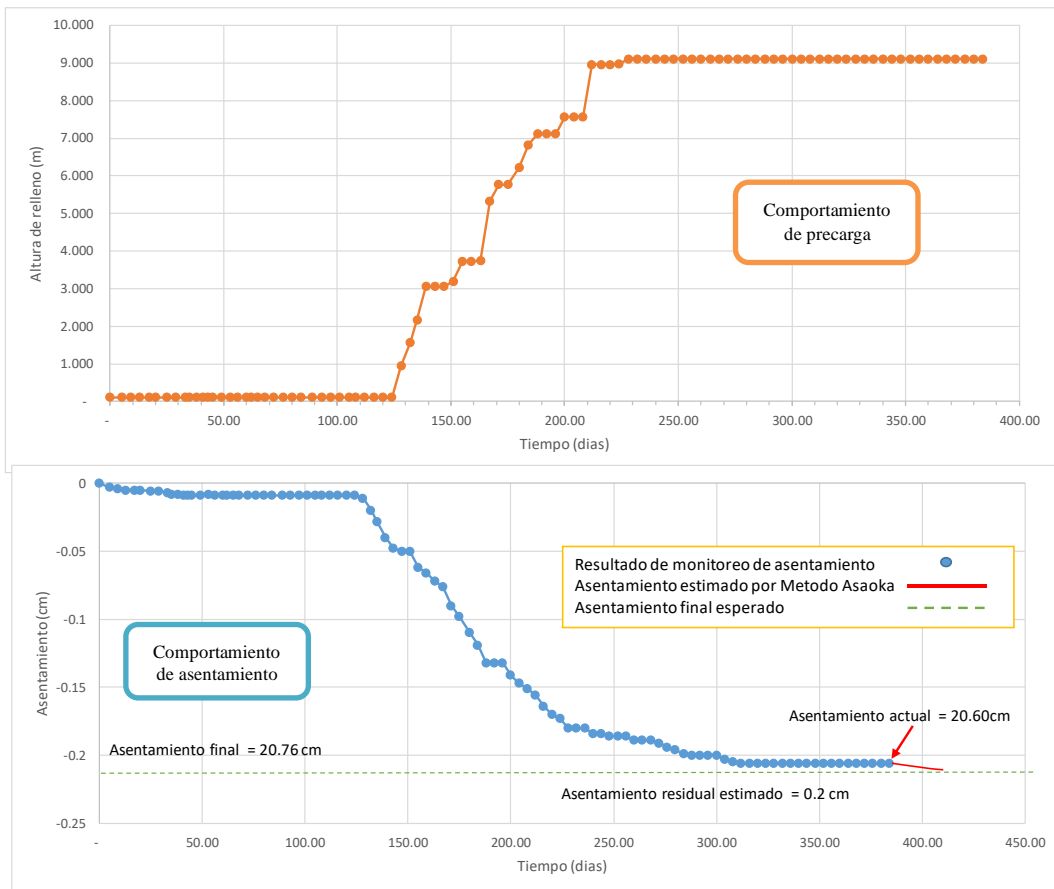 10.000
9.000
8.000
7.000
6.000
5.000
4.000
3.000
2.000
1.000
-
Altura de relleno (m)
Comportamiento
de precarga
- 50.00 100.00 150.00 200.00 250.00 300.00 350.00 400.00
Tiempo (dias)
0
-0.05
-0.1
-0.15
-0.2
-0.25
Asentamiento (cm)
Resultado de monitoreo de asentamiento
Asentamiento estimado por Metodo Asaoka
Asentamiento final esperado
Comportamiento
de asentamiento
Asentamiento actual = 20.60cm
Asentamiento final = 20.76 cm
Asentamiento residual estimado = 0.2 cm
- 50.00 100.00 150.00 200.00 250.00 300.00 350.00 400.00 450.00
Tiempo (dias)